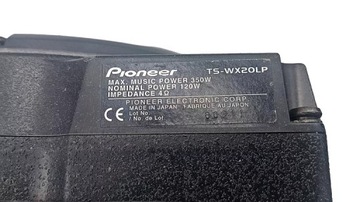 Pioneer TS-WX20LP
MAX. MUSIC POWER 350W
NOMINAL POWER 120W
IMPEDANCE 4Ω
PIONEER ELECTRONIC CORP.
MADE IN JAPAN / FABRIQUÉ AU JAPON
CE Lot No./
No de Lot